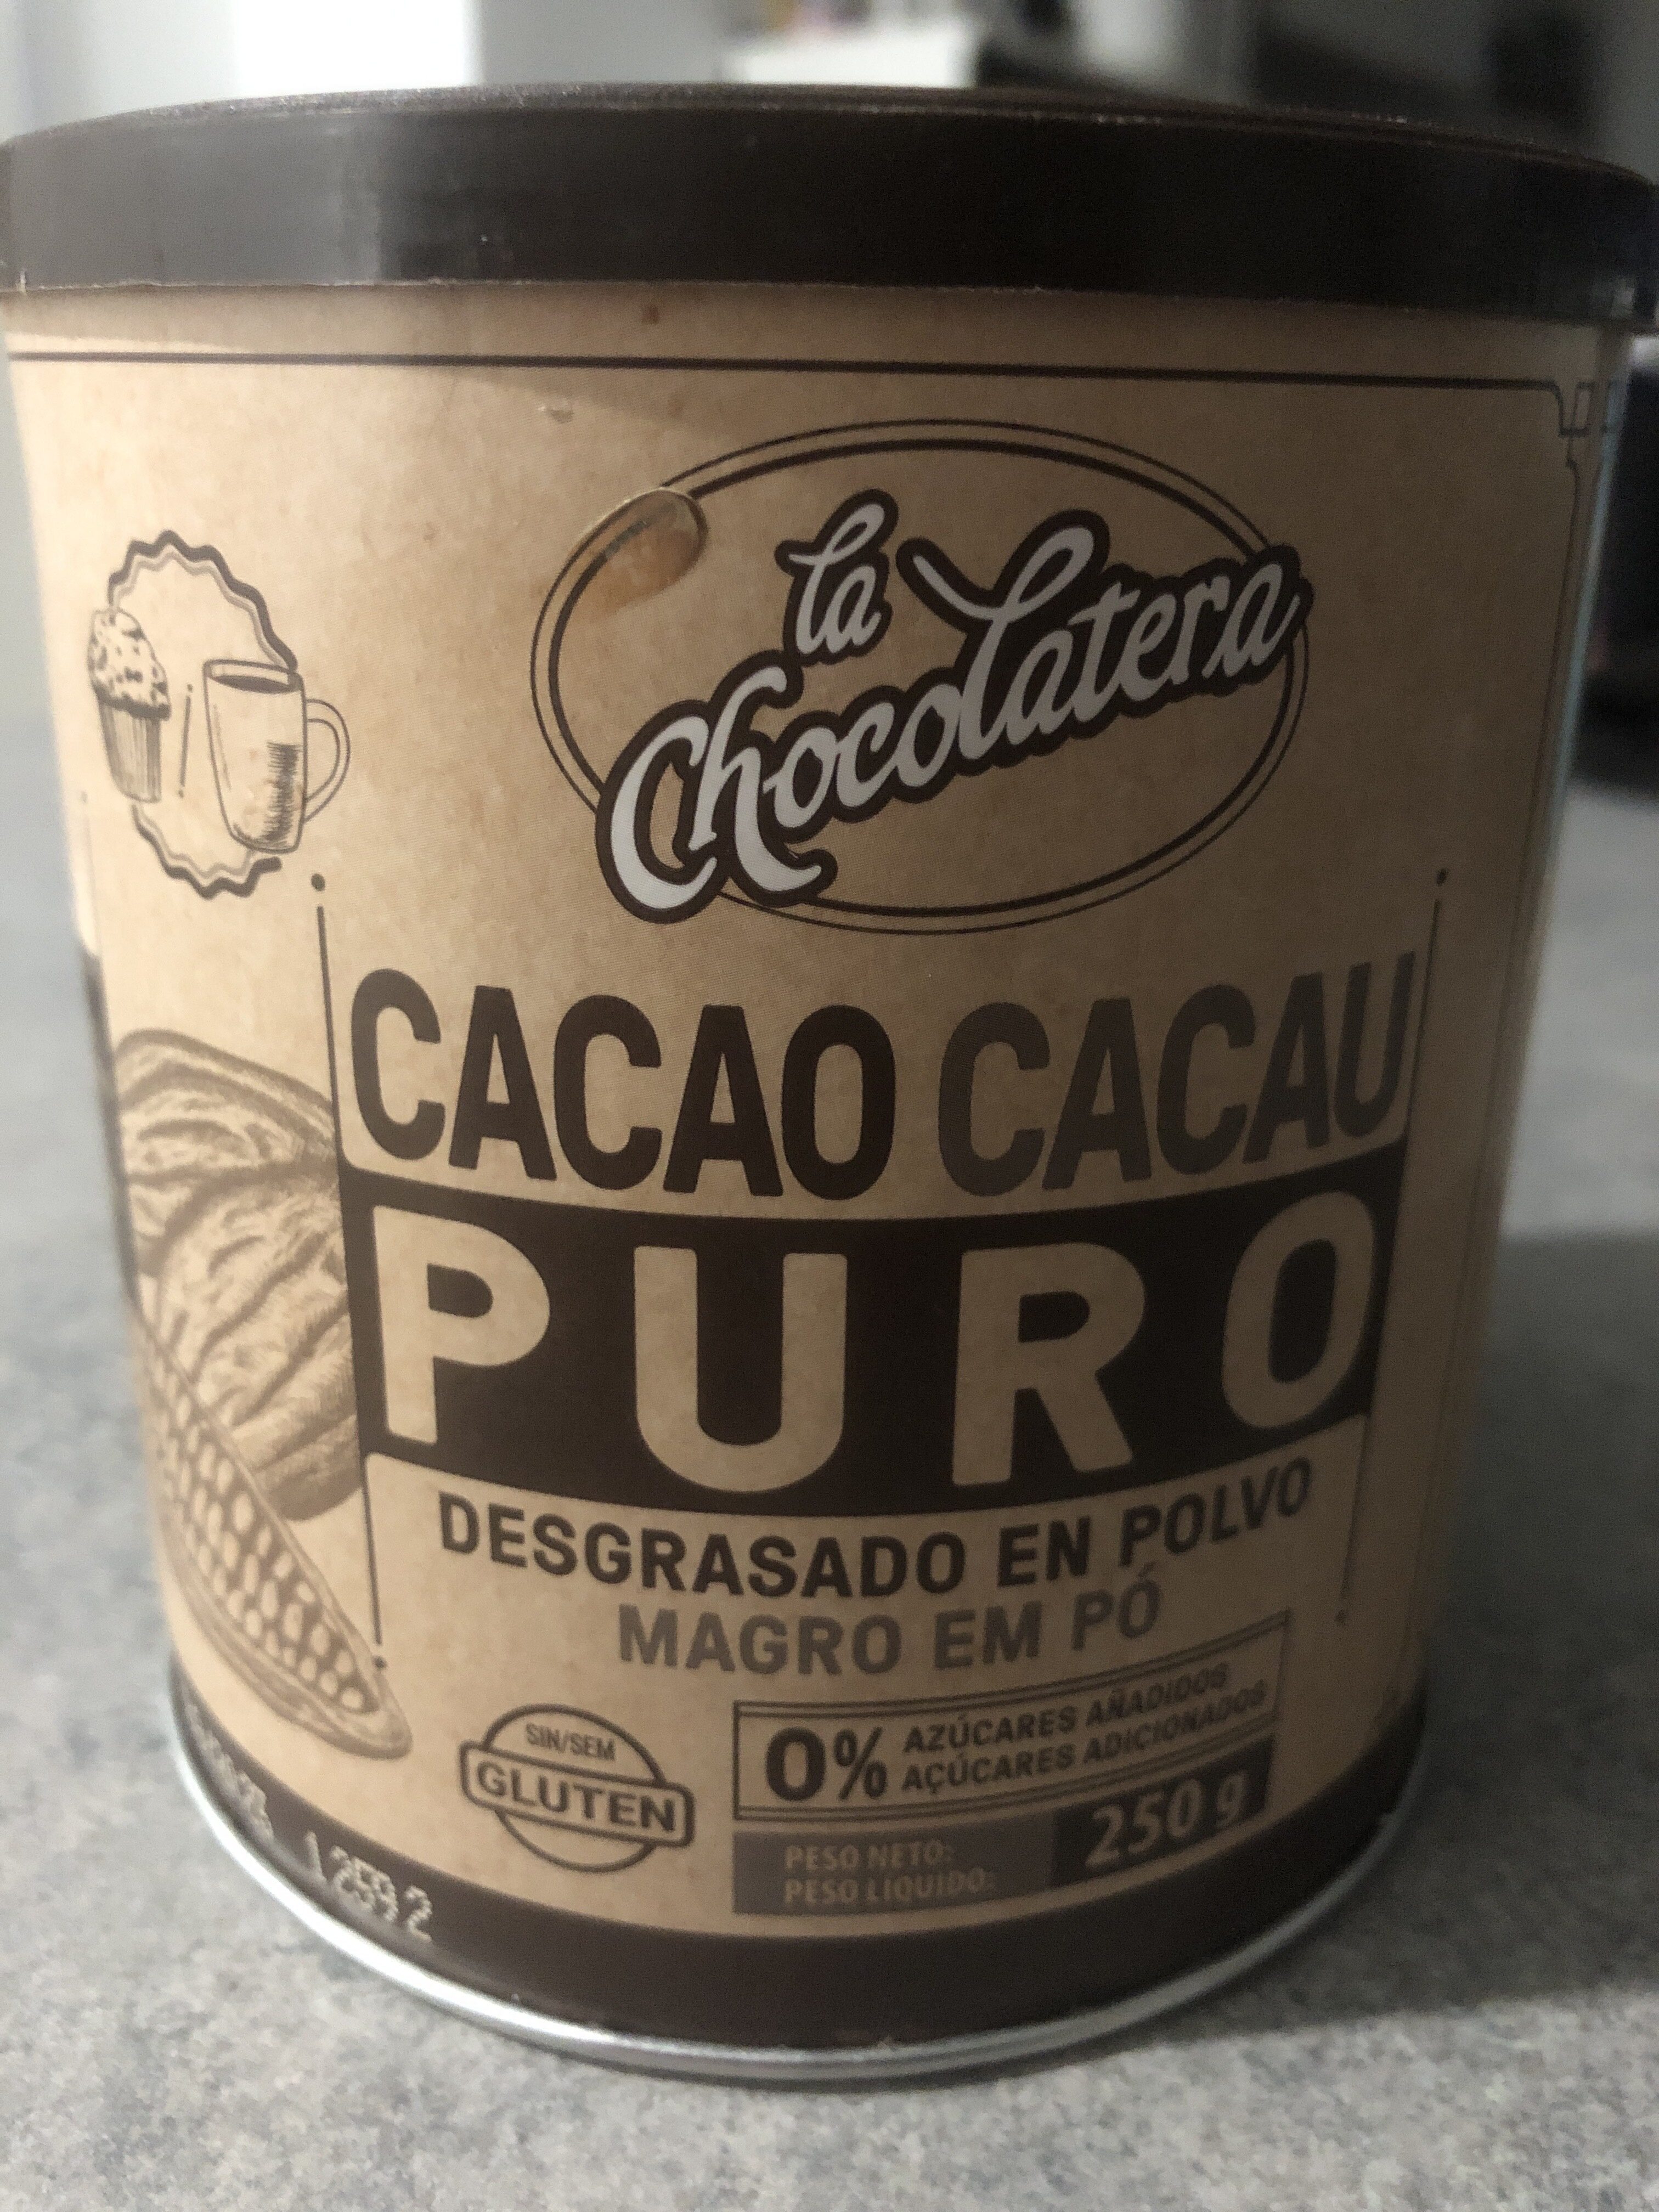 la
Chocolatera
CACAO CACAU
PURO
DESGRASADO EN POLVO
MAGRO EM PÓ
SIN/SEM
GLUTEN
0% AZÚCARES AÑADIDOS
AÇÚCARES ADICIONADOS
PESO NETO:
PESO LIQUIDO:
250 g
12592